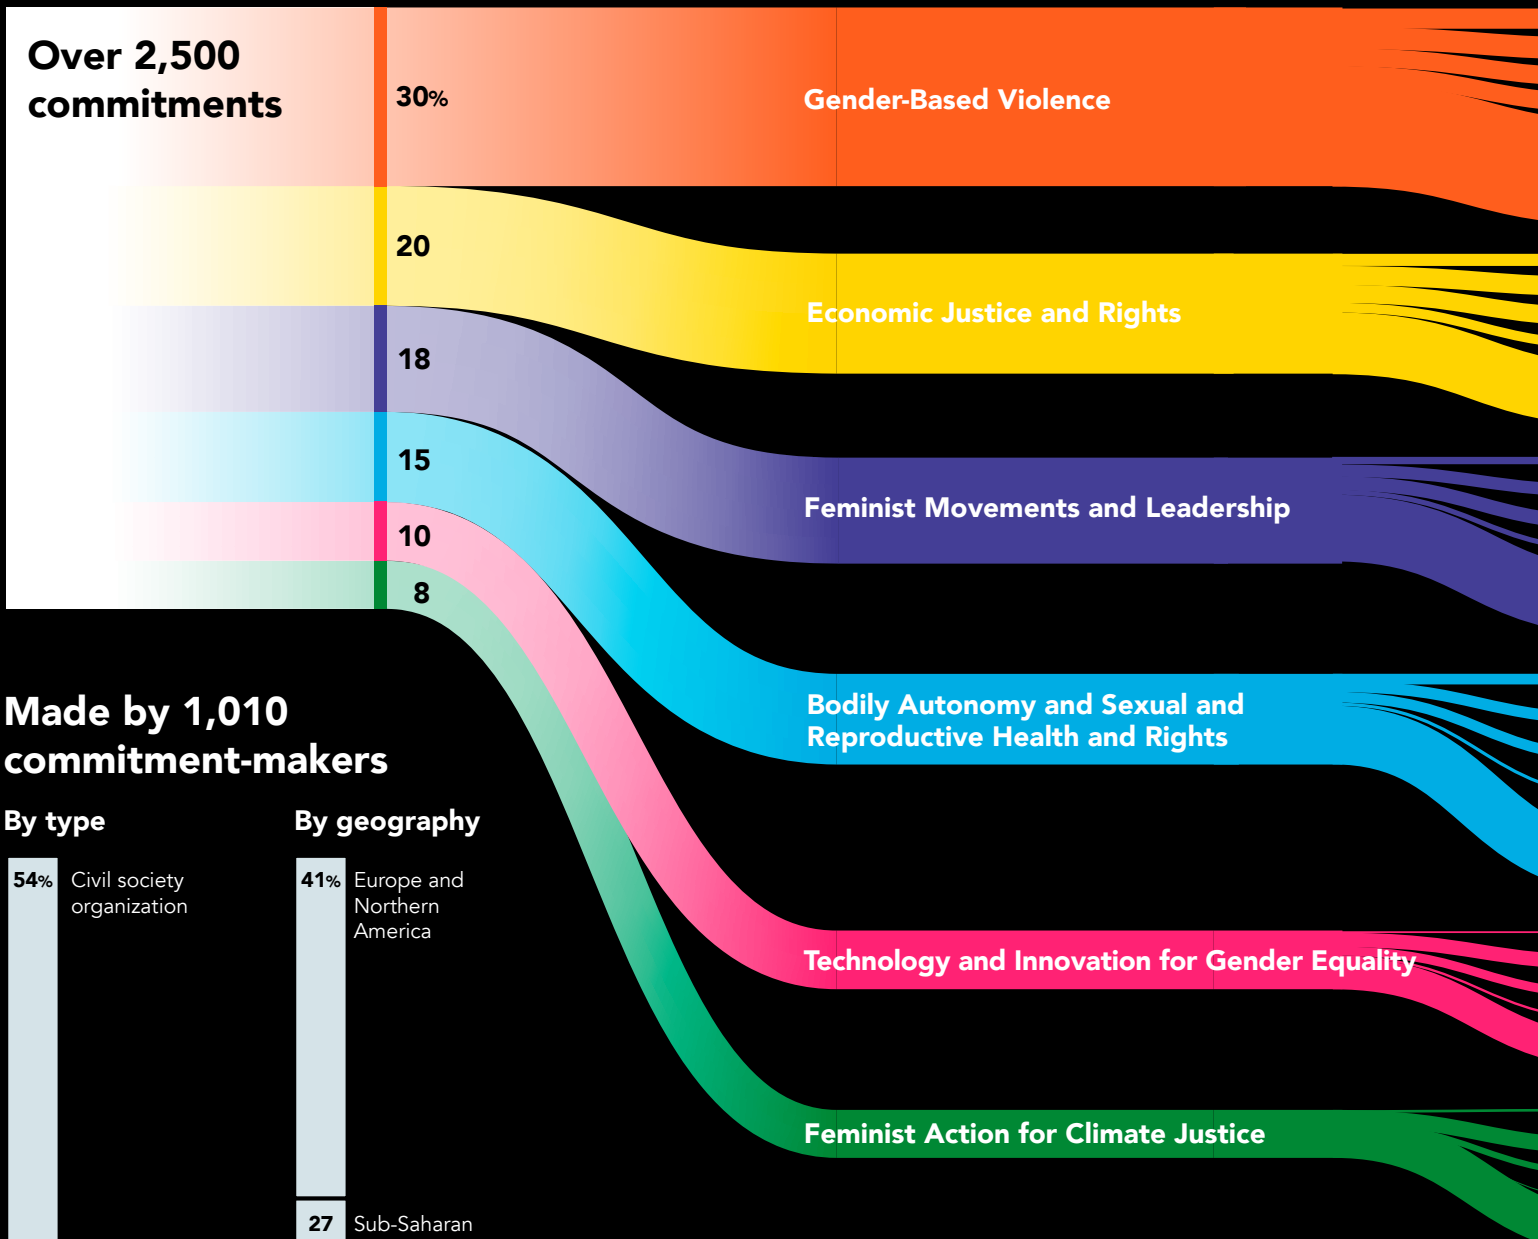 Over 2,500
commitments
30%
Gender-Based Violence
20
Economic Justice and Rights
18
Feminist Movements and Leadership
15
Bodily Autonomy and Sexual and
Reproductive Health and Rights
10
Technology and Innovation for Gender Equality
8
Feminist Action for Climate Justice
Made by 1,010
commitment-makers
By type
54%
Civil society
organization
By geography
41%
Europe and
Northern
America
27
Sub-Saharan